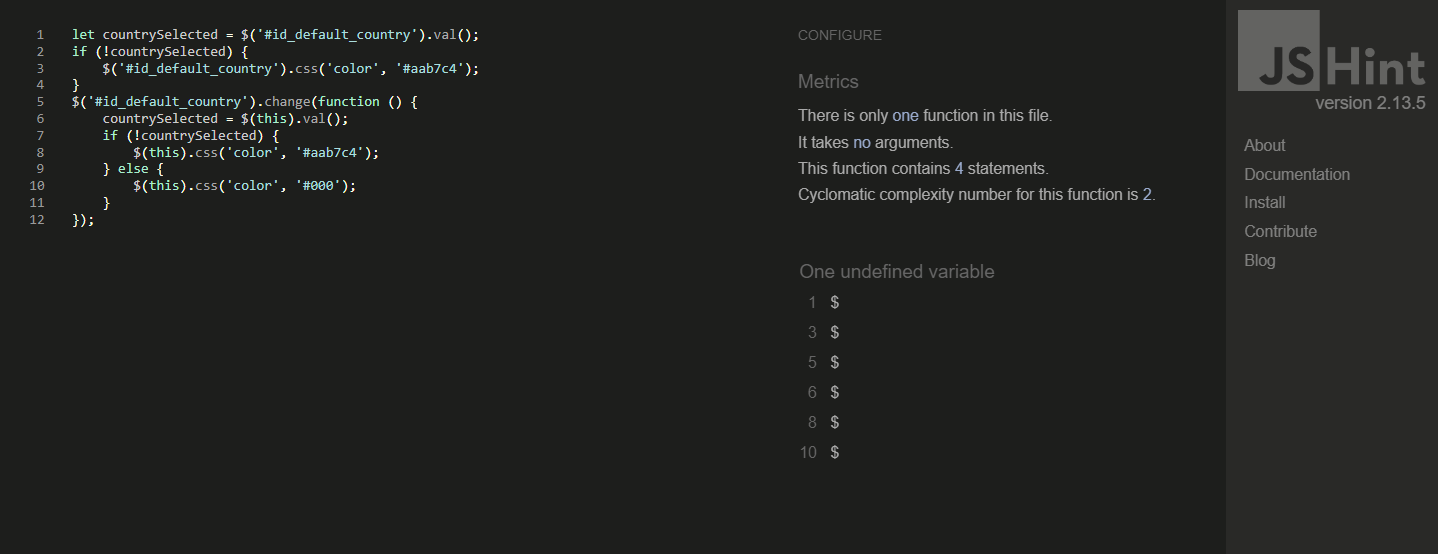 1 let countrySelected = $('#id_default_country').val();
2 if (!countrySelected) {
3     $('#id_default_country').css('color', '#aab7c4');
4 }
5 $('#id_default_country').change(function () {
6     countrySelected = $(this).val();
7     if (!countrySelected) {
8         $(this).css('color', '#aab7c4');
9     } else {
10         $(this).css('color', '#000');
11     }
12 });
CONFIGURE
Metrics
There is only one function in this file.
It takes no arguments.
This function contains 4 statements.
Cyclomatic complexity number for this function is 2.
One undefined variable
1 $
3 $
5 $
6 $
8 $
10 $
JSHint
version 2.13.5
About
Documentation
Install
Contribute
Blog